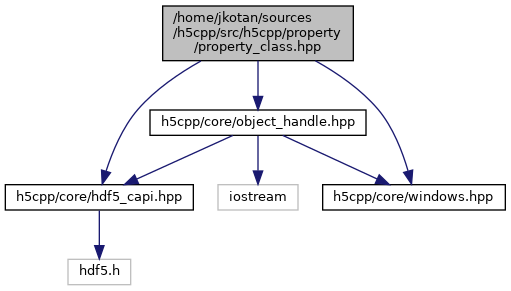 /home/jkotan/sources
/h5cpp/src/h5cpp/property
/property_class.hpp
h5cpp/core/object_handle.hpp
h5cpp/core/hdf5_capi.hpp
iostream
h5cpp/core/windows.hpp
hdf5.h